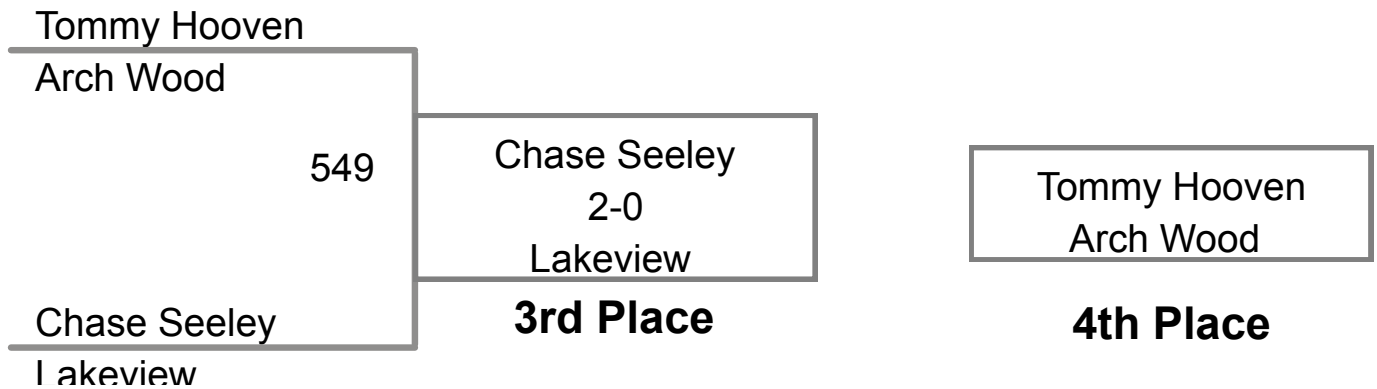 Tommy Hooven
Arch Wood
549
Chase Seeley
2-0
Lakeview
3rd Place
Tommy Hooven
Arch Wood
4th Place
Chase Seeley
Lakeview